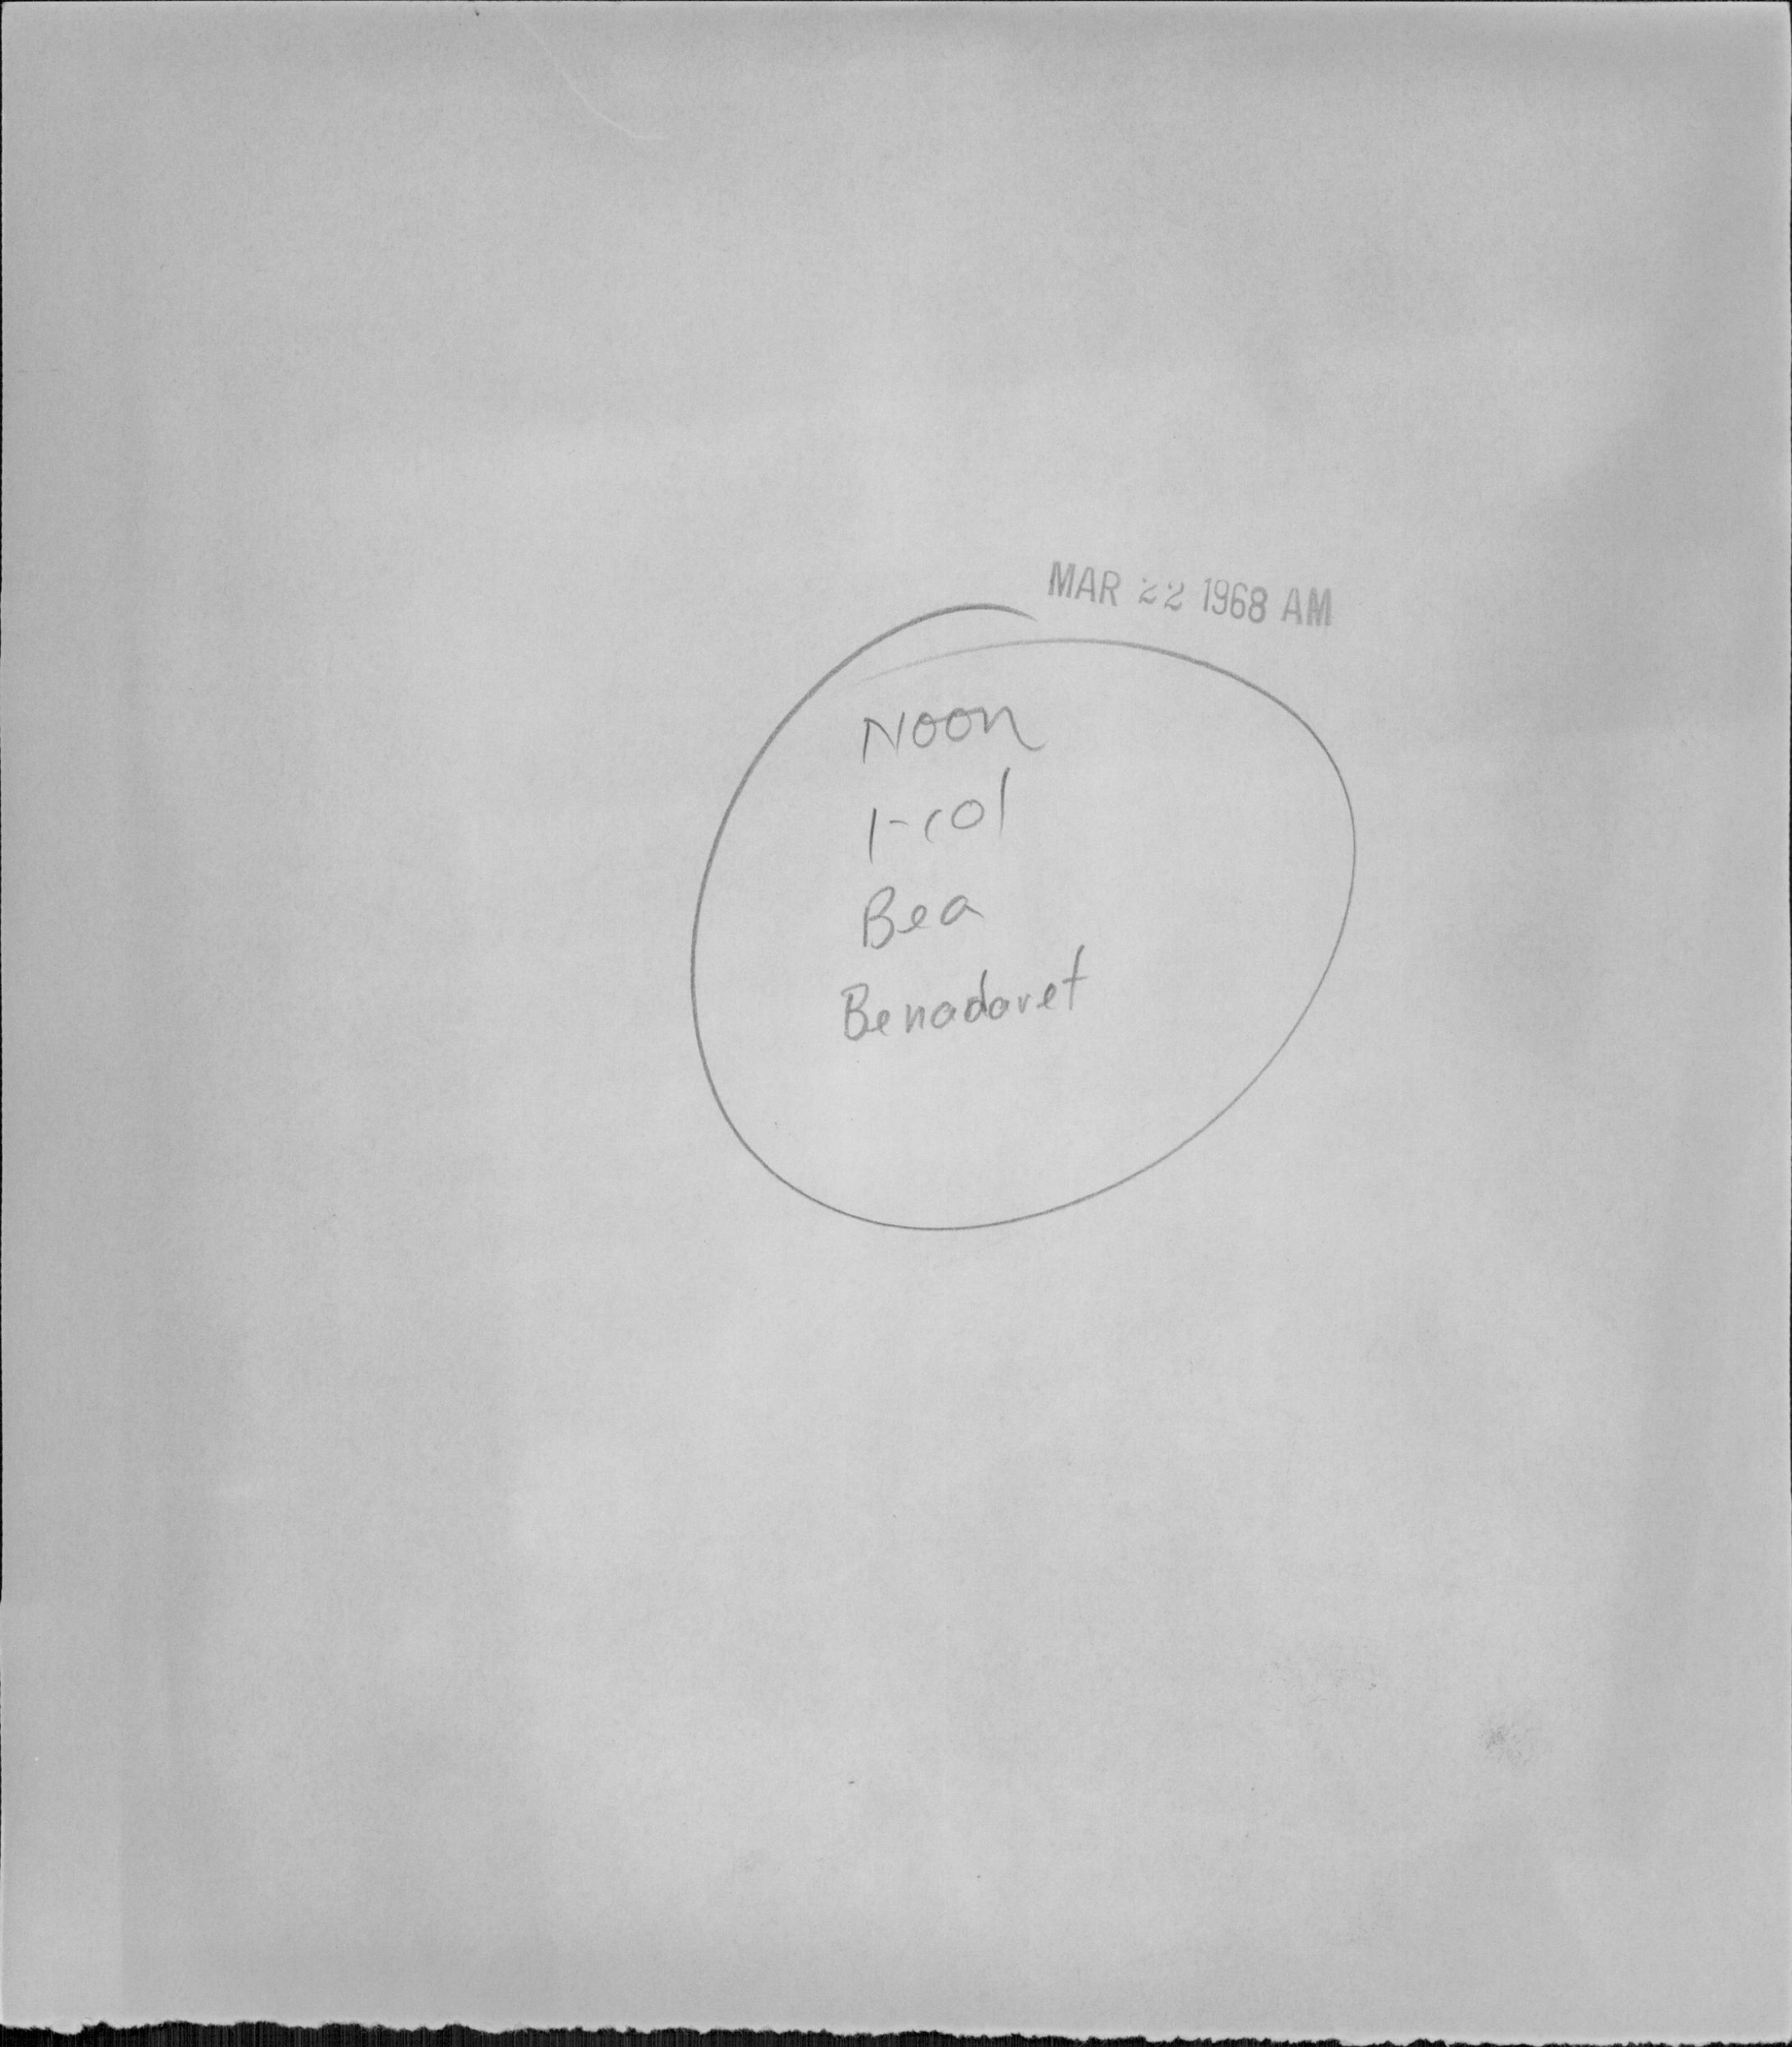 MAR 22 1968 AM
Noon
1-col
Bea
Benadaret